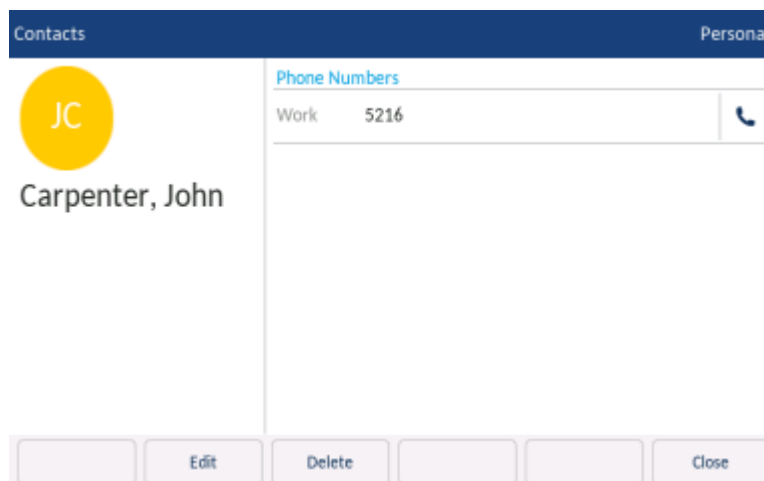 Contacts Persona
JC
Carpenter, John
Phone Numbers
Work 5216
Edit Delete Close